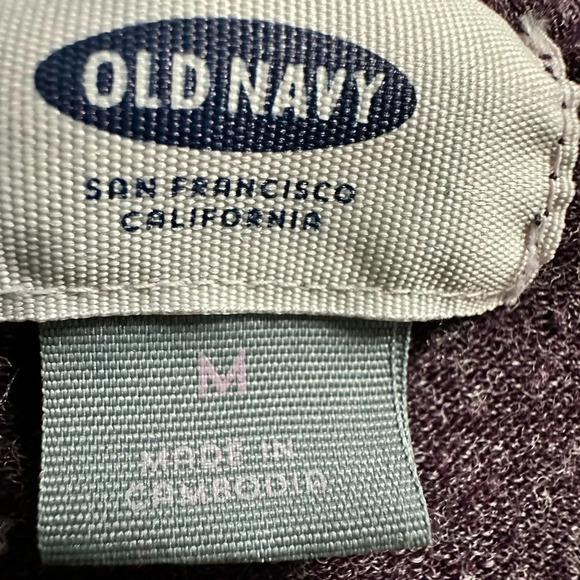 OLD NAVY
SAN FRANCISCO
CALIFORNIA
M
MADE IN
CAMBODIA